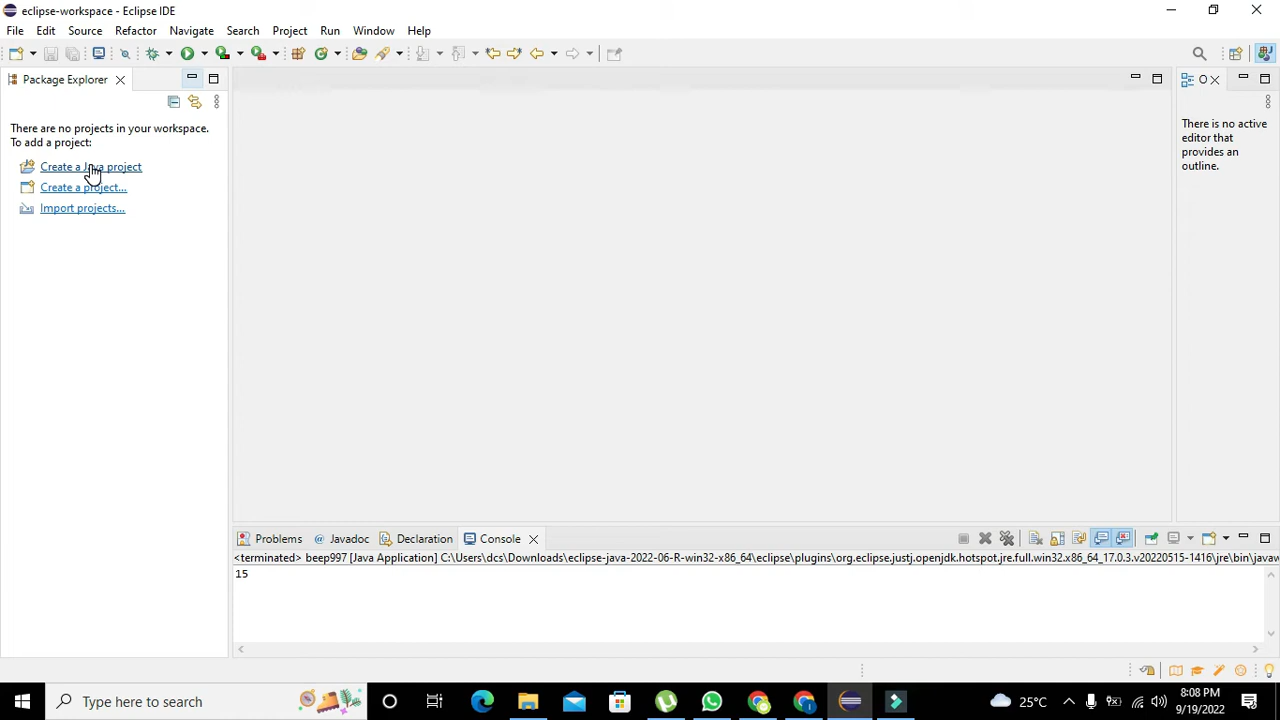 eclipse-workspace - Eclipse IDE
File Edit Source Refactor Navigate Search Project Run Window Help
Package Explorer
O
There are no projects in your workspace.
To add a project:
Create a Java project
Create a project...
Import projects...
There is no active
editor that
provides an
outline.
Problems Javadoc Declaration Console
<terminated> beep997 [Java Application] C:\Users\dcs\Downloads\eclipse-java-2022-06-R-win32-x86_64\eclipse\plugins\org.eclipse.justj.openjdk.hotspot.jre.full.win32.x86_64_17.0.3.v20220515-1416\jre\bin\javaw
15
Type here to search
25°C
8:08 PM
9/19/2022